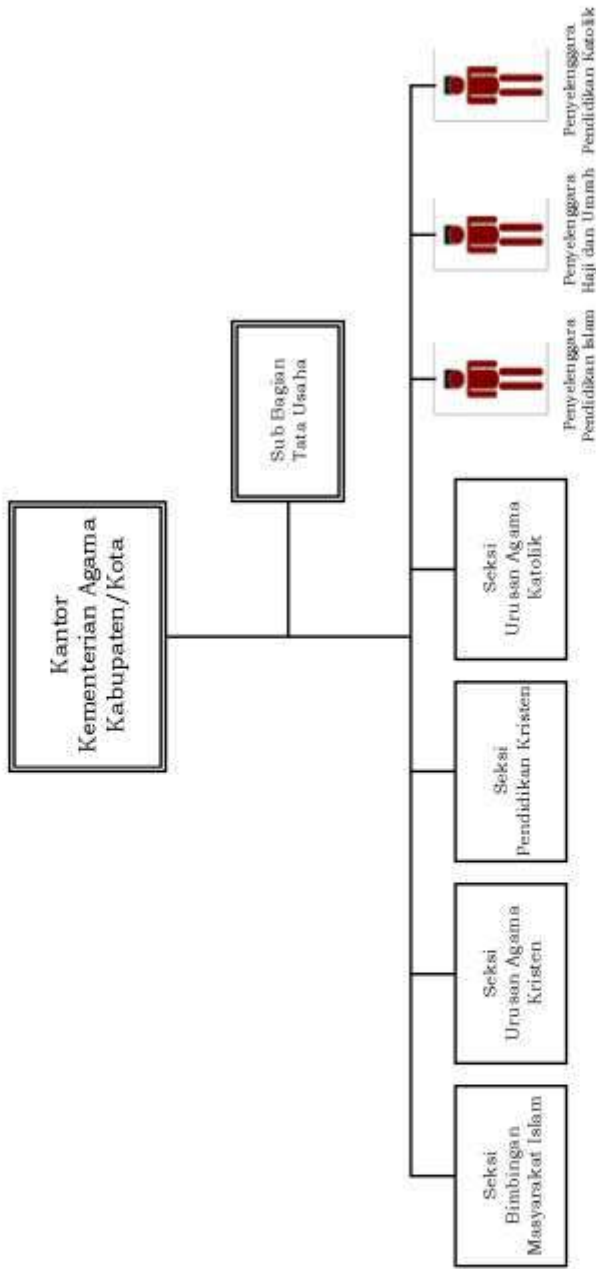 Kantor
Kementerian Agama
Kabupaten/Kota
Sub Bagian
Tata Usaha
Seksi
Bimbingan
Masyarakat Islam
Seksi
Urusan Agama
Kristen
Seksi
Pendidikan Kristen
Seksi
Urusan Agama
Katolik
Penyelenggara
Pendidikan Islam
Penyelenggara
Haji dan Umrah
Penyelenggara
Pendidikan Katolik